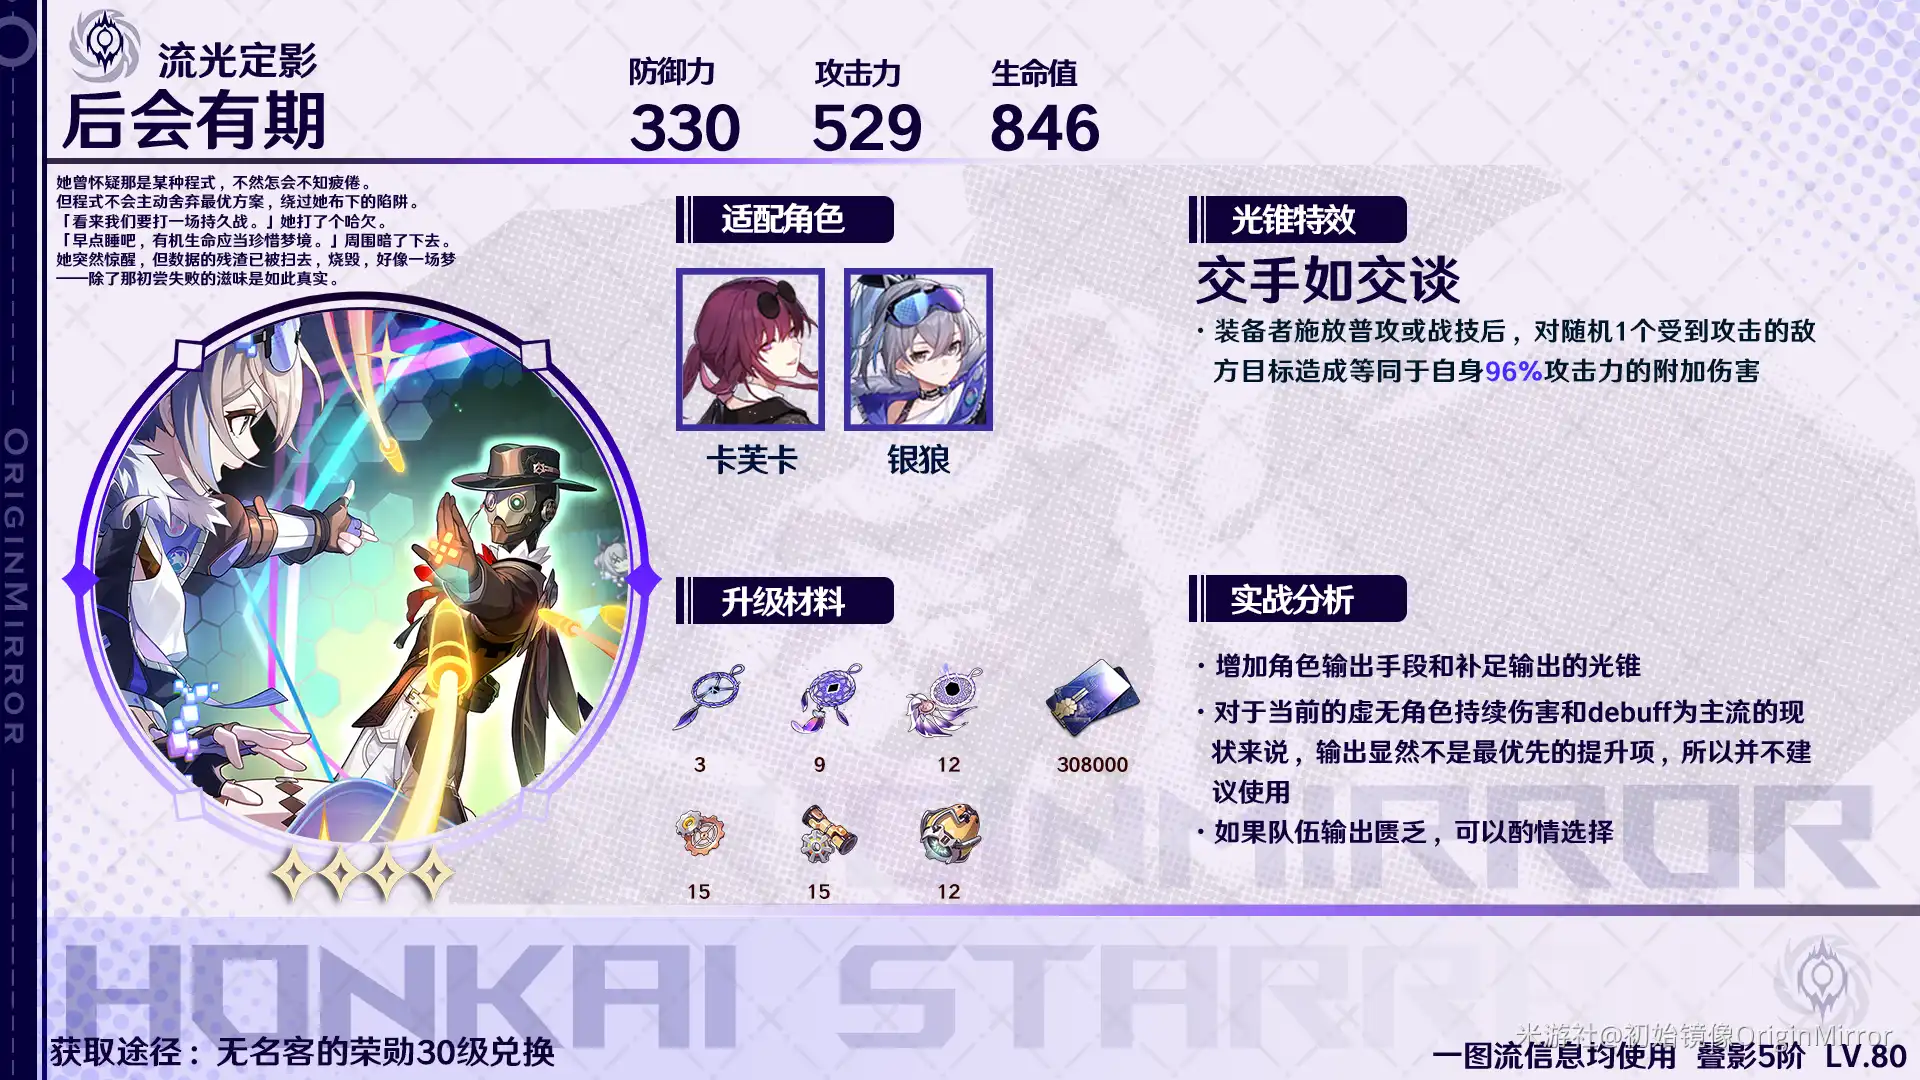 流光定影
后会有期
防御力
330
攻击力
529
生命值
846
她曾怀疑那是某种程式，不然怎会不知疲倦。
但程式不会主动舍弃最优方案，绕过她布下的陷阱。
「看来我们要打一场持久战。」她打了个哈欠。
「早点睡吧，有机生命应当珍惜梦境。」周围暗了下去。
她突然惊醒，但数据的残渣已被扫去，烧毁，好像一场梦
——除了那初尝失败的滋味是如此真实。
适配角色
卡芙卡
银狼
升级材料
3
9
12
308000
15
15
12
光锥特效
交手如交谈
·装备者施放普攻或战技后，对随机1个受到攻击的敌
方目标造成等同于自身96%攻击力的附加伤害
实战分析
·增加角色输出手段和补足输出的光锥
·对于当前的虚无角色持续伤害和debuff为主流的现
状来说，输出显然不是最优先的提升项，所以并不建
议使用
·如果队伍输出匮乏，可以酌情选择
ORIGINMIRROR
HONKAI STARRA
获取途径：无名客的荣勋30级兑换
米游社@初始镜像OriginMirror
一图流信息均使用 叠影5阶 LV.80